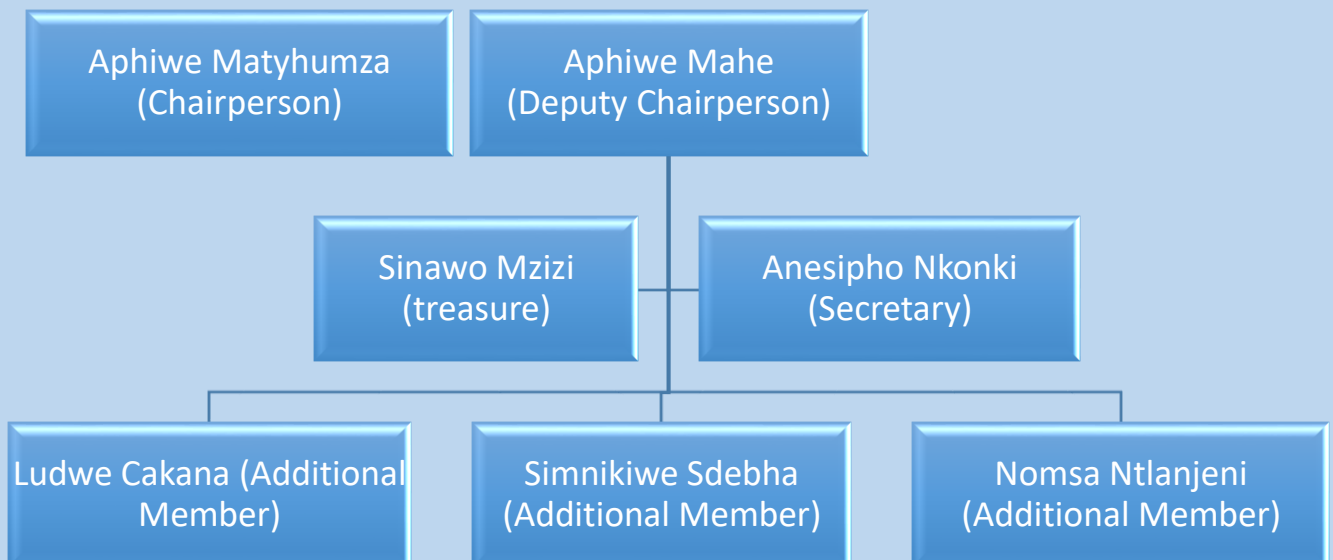 Aphiwe Matyhumza
(Chairperson)
Aphiwe Mahe
(Deputy Chairperson)
Sinawo Mzizi
(treasure)
Anesipho Nkonki
(Secretary)
Ludwe Cakana (Additional
Member)
Simnikiwe Sdebha
(Additional Member)
Nomsa Ntlanjeni
(Additional Member)